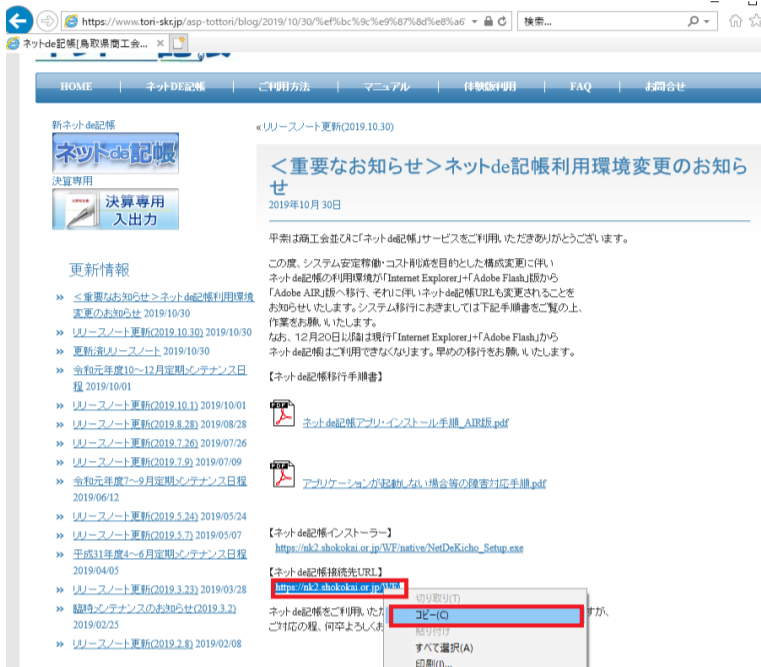 https://www.tori-skr.jp/asp-tottori/blog/2019/10/30/%ef%bc%9c%e9%87%8d%e8%a6
検索...
ネットde記帳[鳥取県商工会...
HOME
ネットDE記帳
ご利用方法
マニュアル
体験版利用
FAQ
お問合せ
新ネットde記帳
ネットde記帳
決算専用
決算専用
入出力
更新情報
＜重要なお知らせ＞ネットde記帳利用環境
変更のお知らせ 2019/10/30
リリースノート更新(2019.10.30) 2019/10/30
更新済リリースノート 2019/10/30
令和元年度10～12月定期メンテナンス日
程 2019/10/01
リリースノート更新(2019.10.1) 2019/10/01
リリースノート更新(2019.8.28) 2019/08/28
リリースノート更新(2019.7.26) 2019/07/26
リリースノート更新(2019.7.9) 2019/07/09
令和元年度7～9月定期メンテナンス日程
2019/06/12
リリースノート更新(2019.5.24) 2019/05/24
リリースノート更新(2019.5.7) 2019/05/07
平成31年度4～6月定期メンテナンス日程
2019/04/05
リリースノート更新(2019.3.23) 2019/03/28
臨時メンテナンスのお知らせ(2019.3.2)
2019/02/25
リリースノート更新(2019.2.8) 2019/02/08
« リリースノート更新(2019.10.30)
＜重要なお知らせ＞ネットde記帳利用環境変更のお知ら
せ
2019年10月 30日
平素は商工会並びに「ネットde記帳」サービスをご利用いただきありがとうございます。
この度、システム安定稼働・コスト削減を目的とした構成変更に伴い
ネットde記帳の利用環境が「Internet Explorer」+「Adobe Flash」版から
「Adobe AIR」版へ移行、それに伴いネットde記帳URLも変更されることを
お知らせいたします。システム移行におきましては下記手順書をご覧の上、
作業をお願いいたします。
なお、12月20日以降は現行「Internet Explorer」+「Adobe Flash」から
ネットde記帳はご利用できなくなります。早めの移行をお願いいたします。
【ネットde記帳移行手順書】
PDF
ネットde記帳アプリ・インストール手順_AIR版.pdf
PDF
アプリケーションが起動しない場合等の障害対応手順.pdf
【ネットde記帳インストーラー】
https://nk2.shokokai.or.jp/WF/native/NetDeKicho_Setup.exe
【ネットde記帳接続先URL】
https://nk2.shokokai.or.jp/WF/
ネットde記帳をご利用いただ
すが、
ご対応の程、何卒よろしくお
切り取り(T)
コピー(C)
貼り付け
すべて選択(A)
印刷(I)...